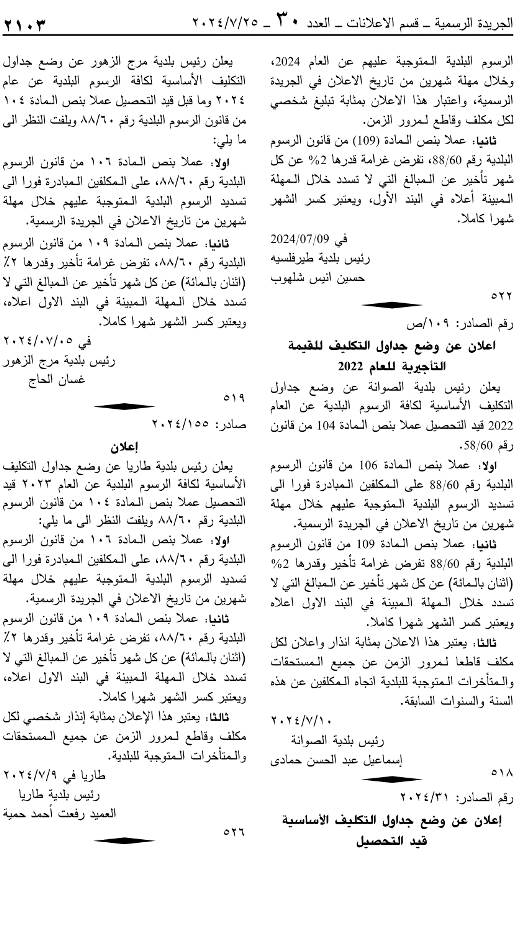 الجريدة الرسمية ــ قسم الاعلانات ــ العدد ٣٠ ــ ٢٠٢٤/٧/٢٥
٢١٠٣
الرسوم البلدية المتوجبة عليهم عن العام 2024،
وخلال مهلة شهرين من تاريخ الاعلان في الجريدة
الرسمية، واعتبار هذا الاعلان بمثابة تبليغ شخصي
لكل مكلف وقاطع لمرور الزمن.
ثانيا: عملا بنص المادة (109) من قانون الرسوم
البلدية رقم 88/60، تفرض غرامة قدرها 2% عن كل
شهر تأخير عن المبالغ التي لا تسدد خلال المهلة
المبينة أعلاه في البند الأول، ويعتبر كسر الشهر
شهرا كاملا.
في 2024/07/09
رئيس بلدية طيرفلسيه
حسين انيس شلهوب
٥٢٢
رقم الصادر: ١٠٩/ص
اعلان عن وضع جداول التكليف للقيمة
التأجيرية للعام 2022
يعلن رئيس بلدية الصوانة عن وضع جداول
التكليف الأساسية لكافة الرسوم البلدية عن العام
2022 قيد التحصيل عملا بنص المادة 104 من قانون
رقم 58/60.
اولا: عملا بنص المادة 106 من قانون الرسوم
البلدية رقم 88/60 على المكلفين المبادرة فورا الى
تسديد الرسوم البلدية المتوجبة عليهم خلال مهلة
شهرين من تاريخ الاعلان في الجريدة الرسمية.
ثانيا: عملا بنص المادة 109 من قانون الرسوم
البلدية رقم 88/60 تفرض غرامة تأخير وقدرها 2%
(اثنان بالمائة) عن كل شهر تأخير عن المبالغ التي لا
تسدد خلال المهلة المبينة في البند الاول اعلاه
ويعتبر كسر الشهر شهرا كاملا.
ثالثا: يعتبر هذا الاعلان بمثابة انذار واعلان لكل
مكلف قاطعا لمرور الزمن عن جميع المستحقات
والمتأخرات المتوجبة للبلدية اتجاه المكلفين عن هذه
السنة والسنوات السابقة.
٢٠٢٤/٧/١٠
رئيس بلدية الصوانة
إسماعيل عبد الحسن حمادى
٥١٨
رقم الصادر: ٢٠٢٤/٣١
إعلان عن وضع جداول التكليف الأساسية
قيد التحصيل
يعلن رئيس بلدية مرج الزهور عن وضع جداول
التكليف الأساسية لكافة الرسوم البلدية عن عام
٢٠٢٤ وما قبل قيد التحصيل عملا بنص المادة ١٠٤
من قانون الرسوم البلدية رقم ٨٨/٦٠ ويلفت النظر الى
ما يلي:
اولا: عملا بنص المادة ١٠٦ من قانون الرسوم
البلدية رقم ٨٨/٦٠، على المكلفين المبادرة فورا الى
تسديد الرسوم البلدية المتوجبة عليهم خلال مهلة
شهرين من تاريخ الاعلان في الجريدة الرسمية.
ثانيا: عملا بنص المادة ١٠٩ من قانون الرسوم
البلدية رقم ٨٨/٦٠، تفرض غرامة تأخير وقدرها ٢٪
(اثنان بالمائة) عن كل شهر تأخير عن المبالغ التي لا
تسدد خلال المهلة المبينة في البند الاول اعلاه،
ويعتبر كسر الشهر شهرا كاملا.
في ٢٠٢٤/٠٧/٠٥
رئيس بلدية مرج الزهور
غسان الحاج
٥١٩
صادر: ٢٠٢٤/١٥٥
إعلان
يعلن رئيس بلدية طاريا عن وضع جداول التكليف
الأساسية لكافة الرسوم البلدية عن العام ٢٠٢٣ قيد
التحصيل عملا بنص المادة ١٠٤ من قانون الرسوم
البلدية رقم ٨٨/٦٠ ويلفت النظر الى ما يلي:
اولا: عملا بنص المادة ١٠٦ من قانون الرسوم
البلدية رقم ٨٨/٦٠، على المكلفين المبادرة فورا الى
تسديد الرسوم البلدية المتوجبة عليهم خلال مهلة
شهرين من تاريخ الاعلان في الجريدة الرسمية.
ثانيا: عملا بنص المادة ١٠٩ من قانون الرسوم
البلدية رقم ٨٨/٦٠، تفرض غرامة تأخير وقدرها ٢٪
(اثنان بالمائة) عن كل شهر تأخير عن المبالغ التي لا
تسدد خلال المهلة المبينة في البند الاول اعلاه،
ويعتبر كسر الشهر شهرا كاملا.
ثالثا: يعتبر هذا الإعلان بمثابة إنذار شخصي لكل
مكلف وقاطع لمرور الزمن عن جميع المستحقات
والمتأخرات المتوجبة للبلدية.
طاريا في ٢٠٢٤/٧/٩
رئيس بلدية طاريا
العميد رفعت أحمد حمية
٥٢٦